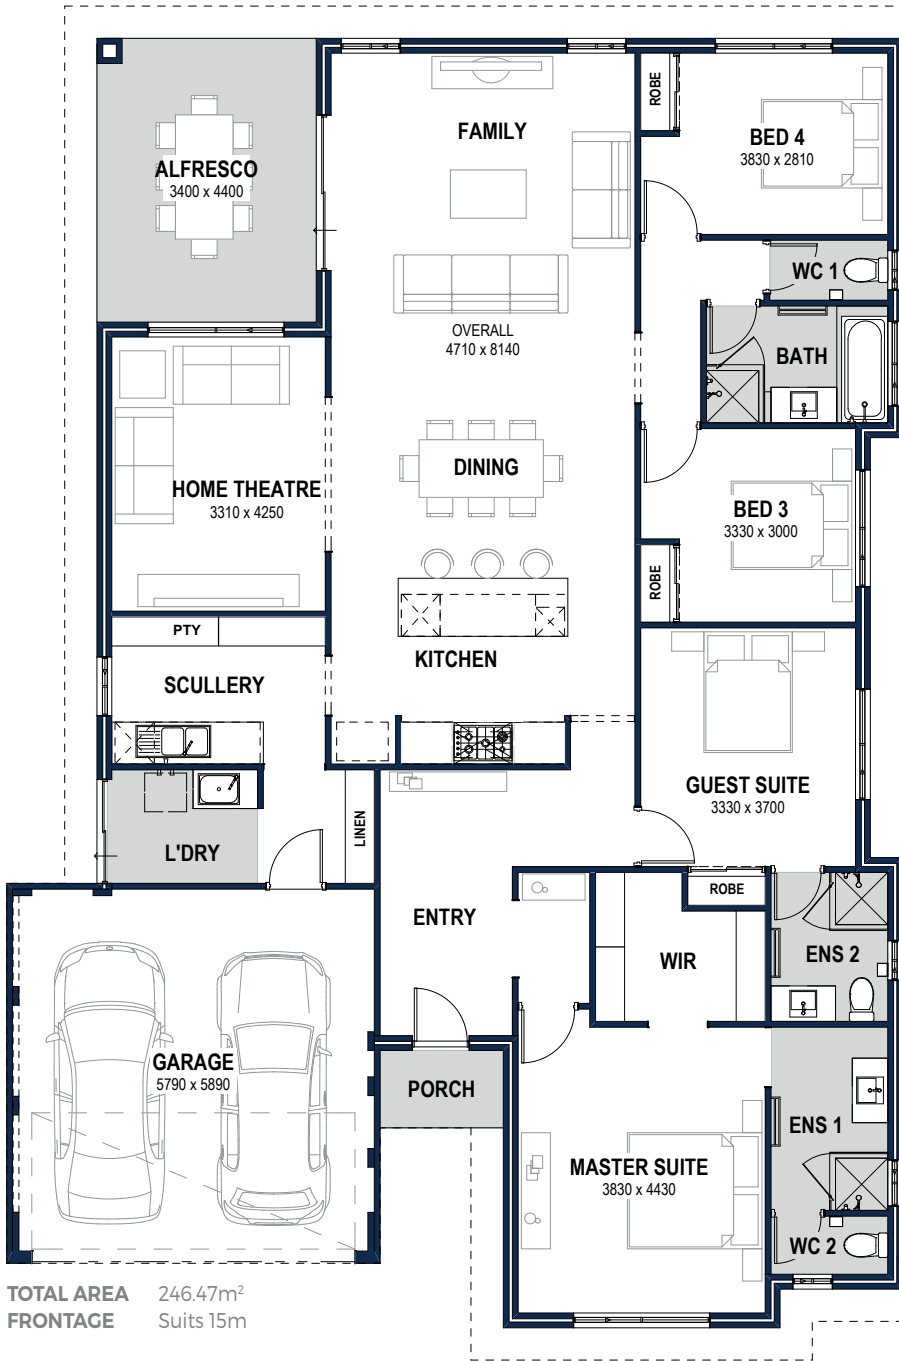 ROBE
FAMILY
BED 4
3830 x 2810
ALFRESCO
3400 x 4400
WC 1
OVERALL
4710 x 8140
BATH
DINING
HOME THEATRE
3310 x 4250
BED 3
3330 x 3000
ROBE
PTY
KITCHEN
SCULLERY
GUEST SUITE
3330 x 3700
LINEN
L'DRY
ROBE
ENTRY
ENS 2
WIR
GARAGE
5790 x 5890
PORCH
ENS 1
MASTER SUITE
3830 x 4430
WC 2
TOTAL AREA 246.47m²
FRONTAGE Suits 15m